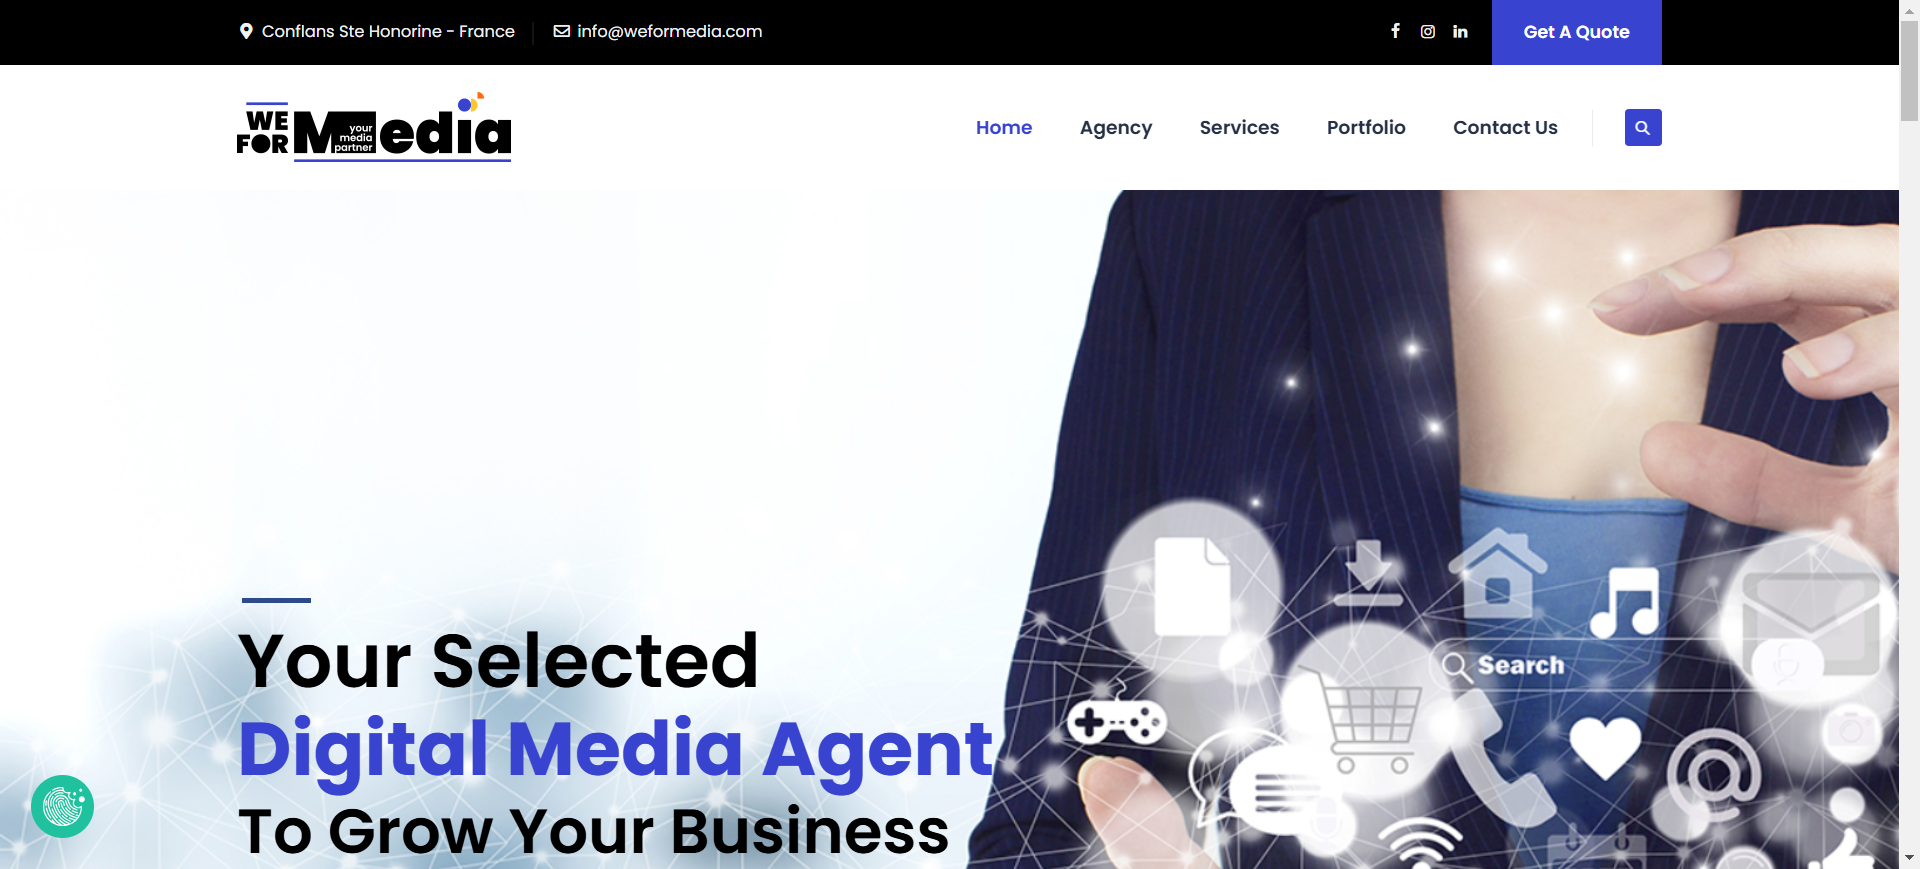 Conflans Ste Honorine - France
info@weformedia.com
Get A Quote
WE
FOR
Media
your
media
partner
Home
Agency
Services
Portfolio
Contact Us
Search
Your Selected
Digital Media Agent
To Grow Your Business